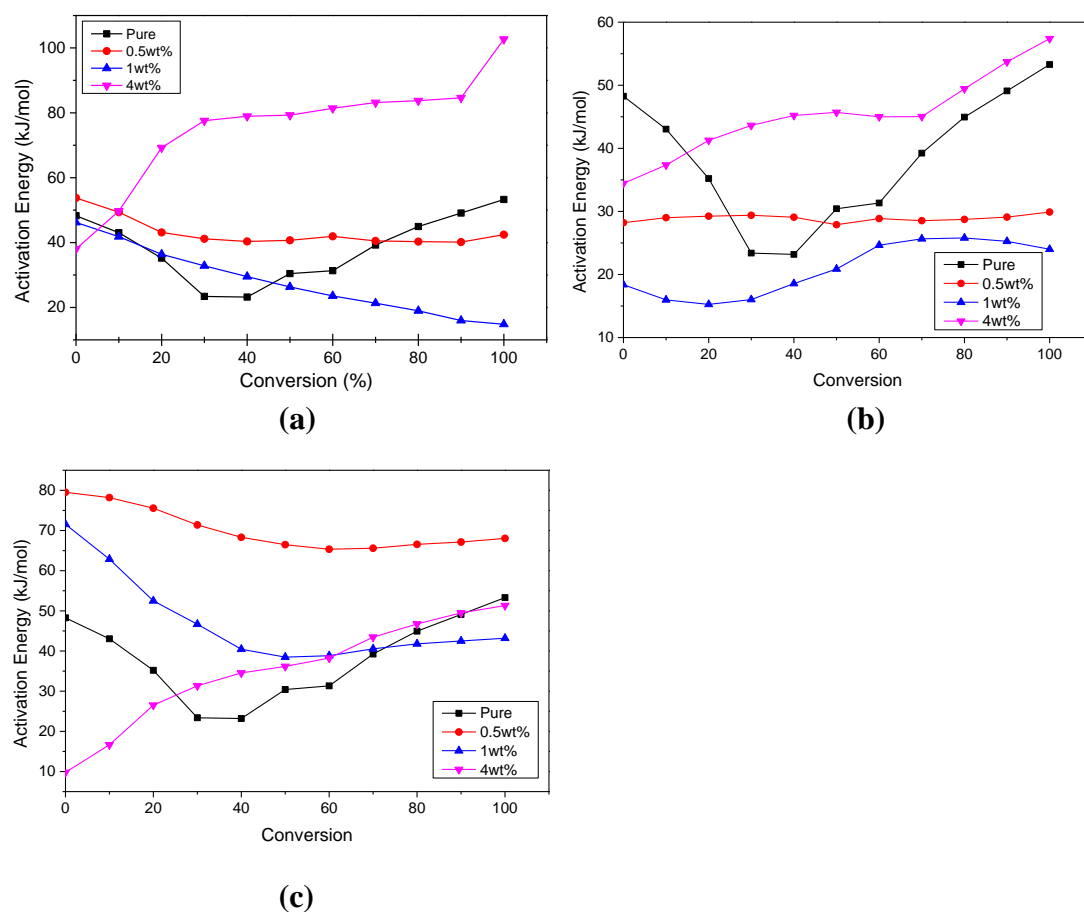 Pure
0.5wt%
1wt%
4wt%
100
80
60
40
20
Activation Energy (kJ/mol)
0 20 40 60 80 100
Conversion (%)
(a)
60
50
40
30
20
10
Activation Energy (kJ/mol)
Pure
0.5wt%
1wt%
4wt%
0 20 40 60 80 100
Conversion
(b)
80
70
60
50
40
30
20
10
Activation Energy (kJ/mol)
Pure
0.5wt%
1wt%
4wt%
0 20 40 60 80 100
Conversion
(c)